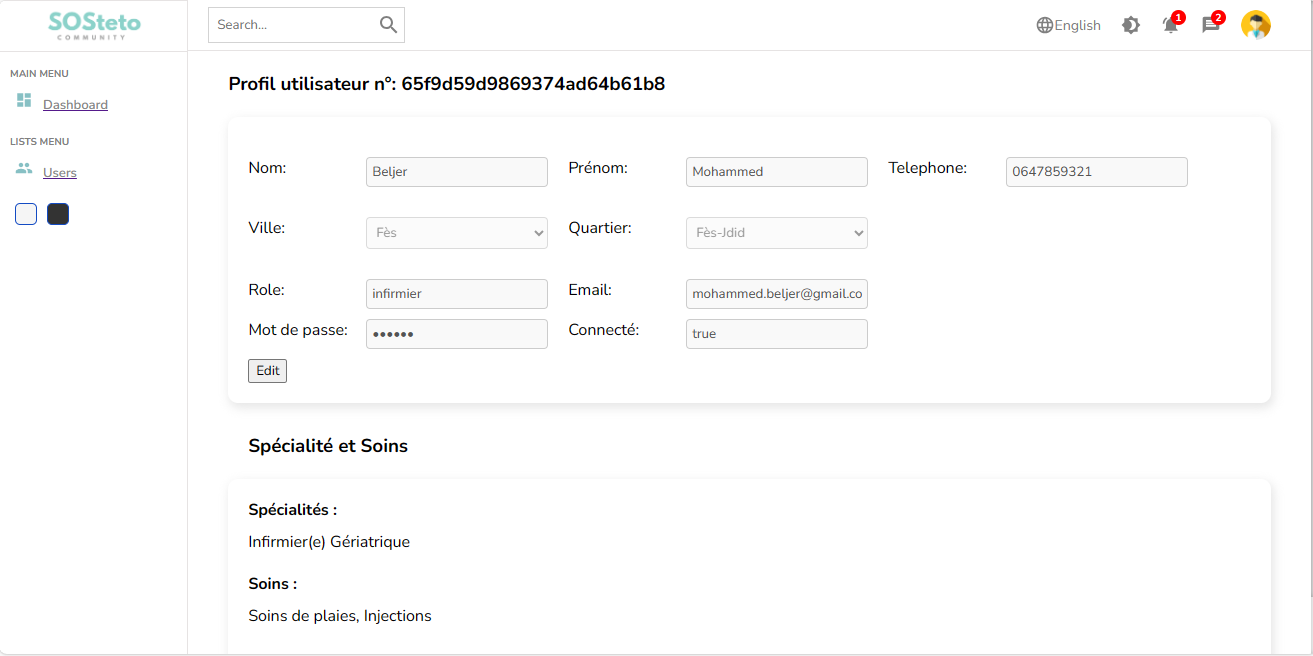 SOSteto
COMMUNITY
Search...
English
1
2
MAIN MENU
Dashboard
LISTS MENU
Users
Profil utilisateur n°: 65f9d59d9869374ad64b61b8
Nom: Beljer Prénom: Mohammed Telephone: 0647859321
Ville: Fès Quartier: Fès-Jdid
Role: infirmier Email: mohammed.beljer@gmail.co
Mot de passe: •••••• Connecté: true
Edit
Spécialité et Soins
Spécialités :
Infirmier(e) Gériatrique
Soins :
Soins de plaies, Injections